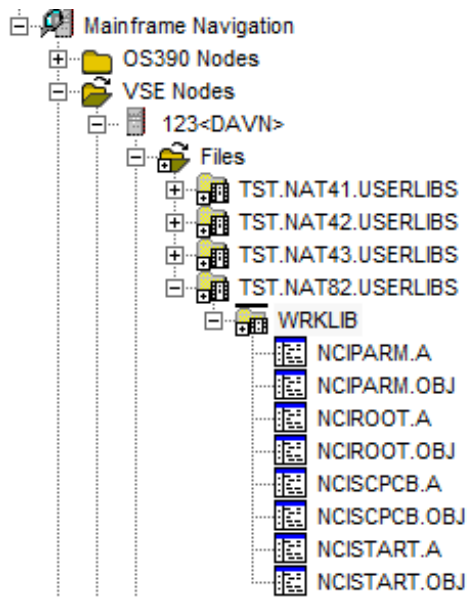 Mainframe Navigation
OS390 Nodes
VSE Nodes
123<DAVN>
Files
TST.NAT41.USERLIBS
TST.NAT42.USERLIBS
TST.NAT43.USERLIBS
TST.NAT82.USERLIBS
WRKLIB
NCIPARM.A
NCIPARM.OBJ
NCIROOT.A
NCIROOT.OBJ
NCISCPCB.A
NCISCPCB.OBJ
NCISTART.A
NCISTART.OBJ